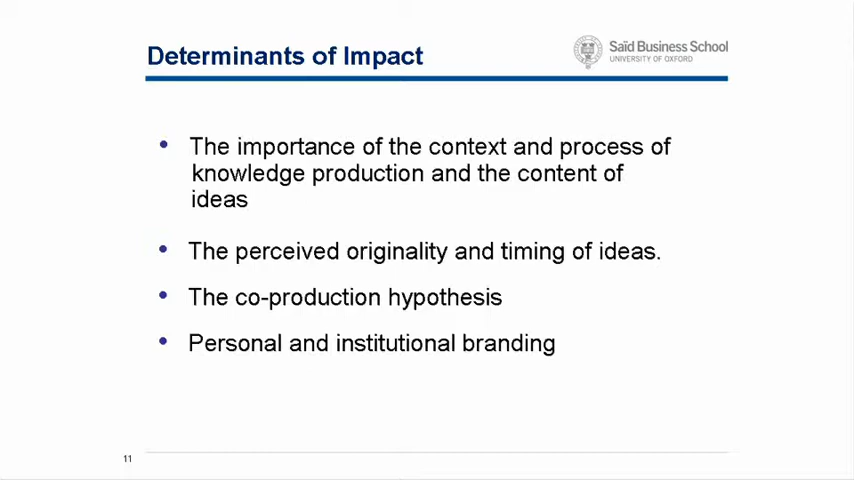 Determinants of Impact
Saïd Business School
UNIVERSITY OF OXFORD
• The importance of the context and process of
knowledge production and the content of
ideas
• The perceived originality and timing of ideas.
• The co-production hypothesis
• Personal and institutional branding
11